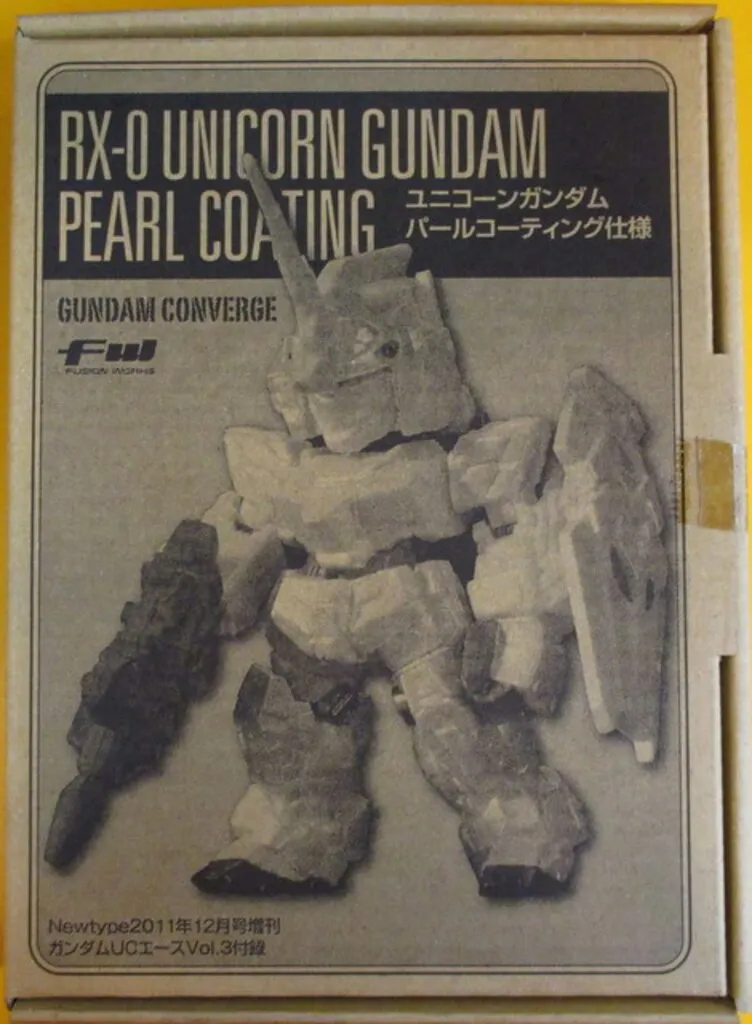 RX-0 UNICORN GUNDAM
PEARL COATING
ユニコーンガンダム
パールコーティング仕様
GUNDAM CONVERGE
FW
FUSION WORKS
Newtype2011年12月号増刊
ガンダムUCエースVol.3付録